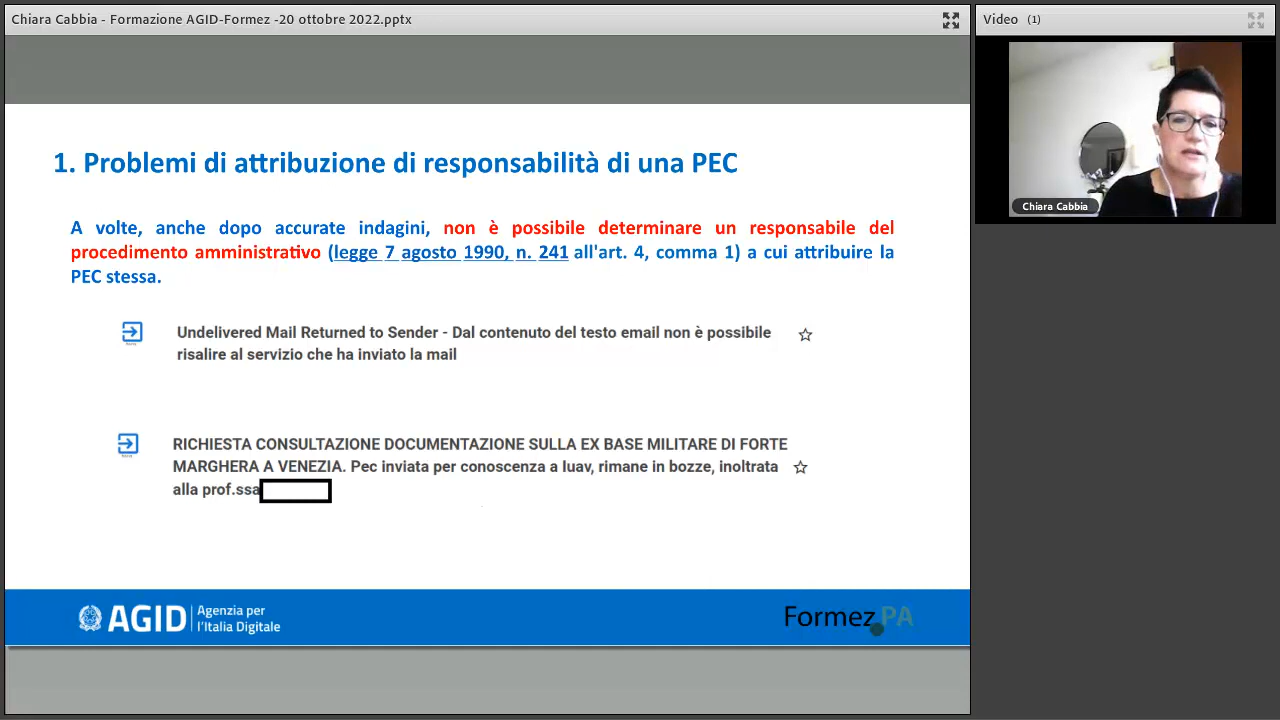 Chiara Cabbia - Formazione AGID-Formez -20 ottobre 2022.pptx
Video (1)
Chiara Cabbia
1. Problemi di attribuzione di responsabilità di una PEC
A volte, anche dopo accurate indagini, non è possibile determinare un responsabile del
procedimento amministrativo (legge 7 agosto 1990, n. 241 all'art. 4, comma 1) a cui attribuire la
PEC stessa.
Undelivered Mail Returned to Sender - Dal contenuto del testo email non è possibile
risalire al servizio che ha inviato la mail
RICHIESTA CONSULTAZIONE DOCUMENTAZIONE SULLA EX BASE MILITARE DI FORTE
MARGHERA A VENEZIA. Pec inviata per conoscenza a Iuav, rimane in bozze, inoltrata
alla prof.ssa
AGID
Agenzia per
l'Italia Digitale
Formez PA